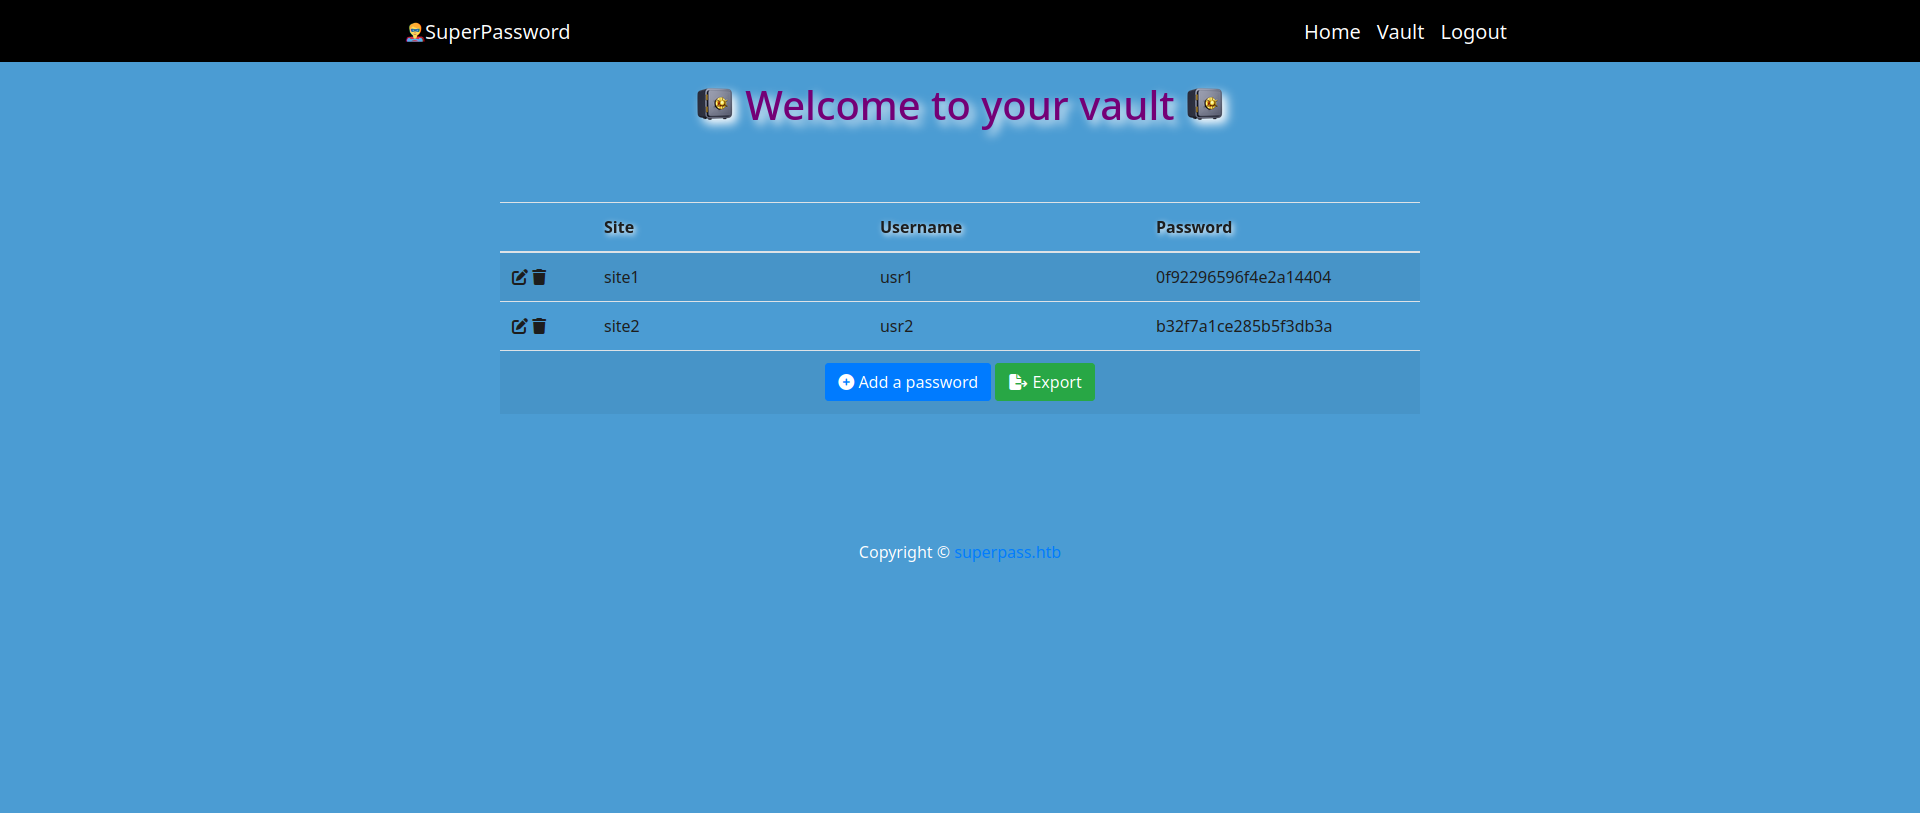 SuperPassword Home Vault Logout
Welcome to your vault
Site Username Password
site1 usr1 0f92296596f4e2a14404
site2 usr2 b32f7a1ce285b5f3db3a
Add a password Export
Copyright © superpass.htb